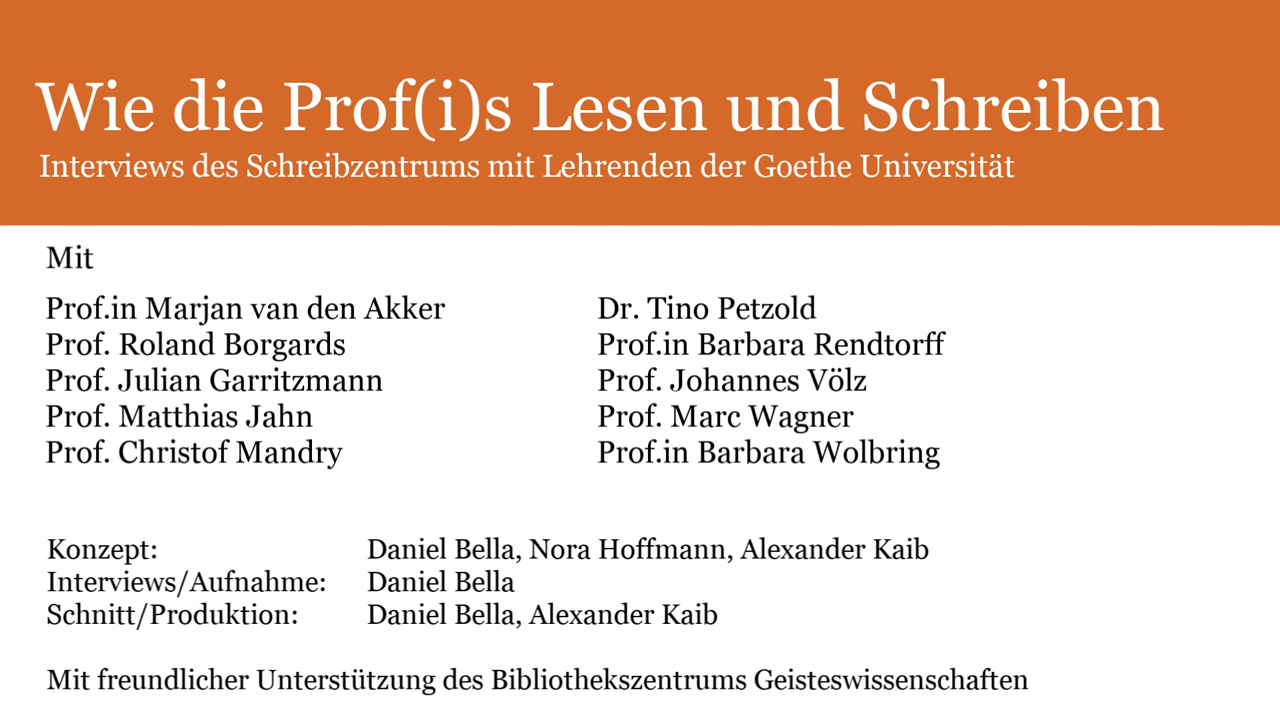 Wie die Prof(i)s Lesen und Schreiben
Interviews des Schreibzentrums mit Lehrenden der Goethe Universität
Mit
Prof.in Marjan van den Akker
Prof. Roland Borgards
Prof. Julian Garritzmann
Prof. Matthias Jahn
Prof. Christof Mandry
Dr. Tino Petzold
Prof.in Barbara Rendtorff
Prof. Johannes Völz
Prof. Marc Wagner
Prof.in Barbara Wolbring
Konzept: Daniel Bella, Nora Hoffmann, Alexander Kaib
Interviews/Aufnahme: Daniel Bella
Schnitt/Produktion: Daniel Bella, Alexander Kaib
Mit freundlicher Unterstützung des Bibliothekszentrums Geisteswissenschaften